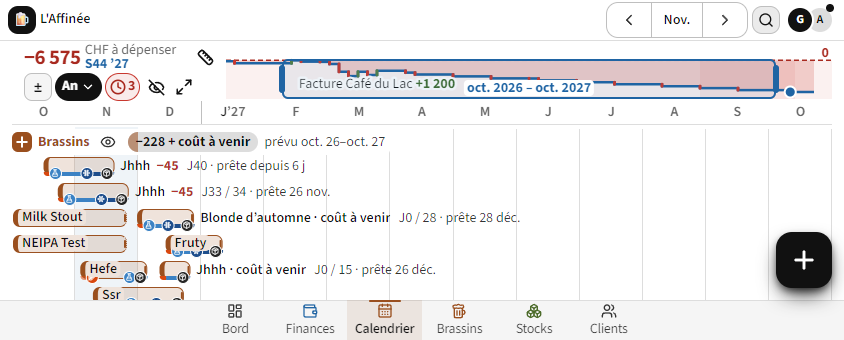 L'Affinée
Nov.
G
A
−6 575 CHF à dépenser
S44 ’27
0
±
An
3
Facture Café du Lac +1 200
oct. 2026 – oct. 2027
O N D J’27 F M A M J J A S O
Brassins
−228 + coût à venir
prévu oct. 26–oct. 27
Jhhh −45 J40 · prête depuis 6 j
Jhhh −45 J33 / 34 · prête 26 nov.
Milk Stout
Blonde d’automne · coût à venir J0 / 28 · prête 28 déc.
NEIPA Test
Fruty
Hefe
Jhhh · coût à venir J0 / 15 · prête 26 déc.
Ssr
Bord
Finances
Calendrier
Brassins
Stocks
Clients